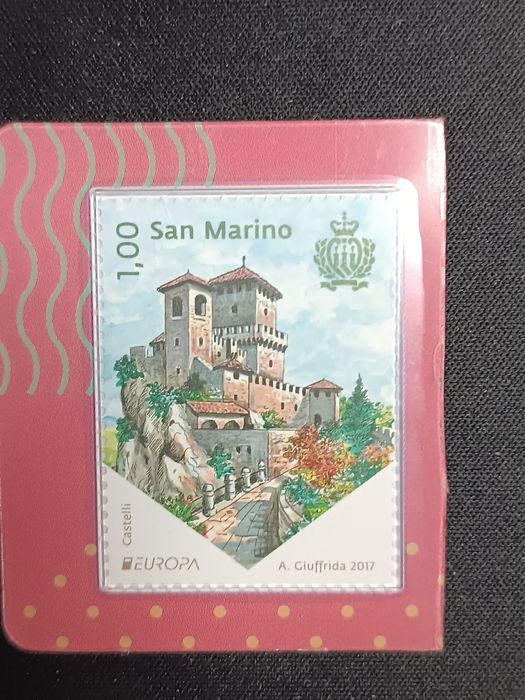 1,00
San Marino
Castelli
EUROPA
A. Giuffrida 2017